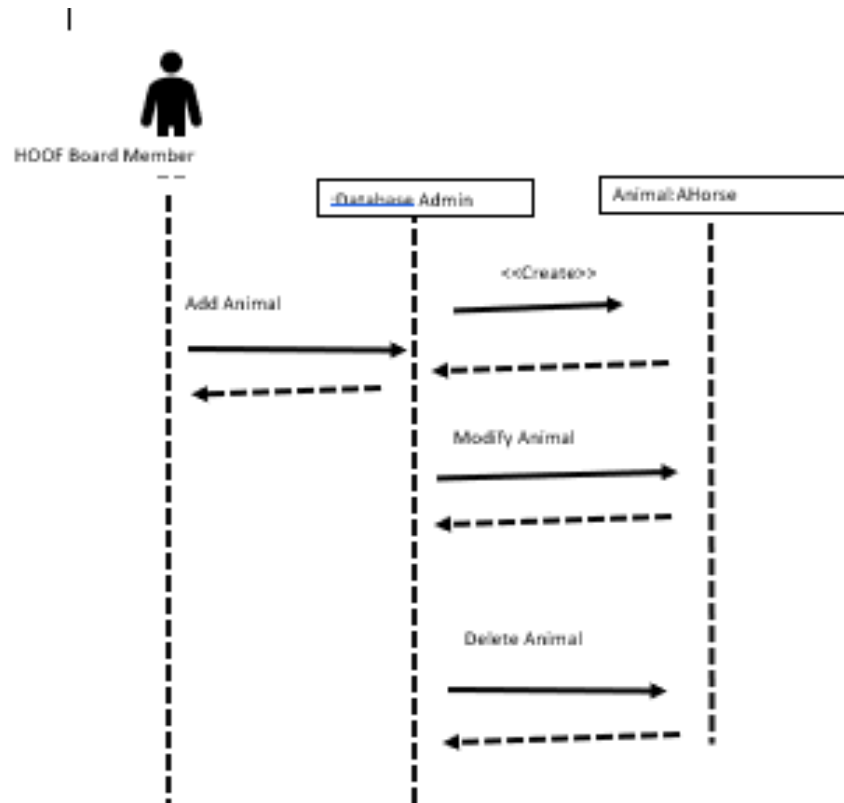 HOOF Board Member
:Database Admin
Animal:AHorse
<<Create>>
Add Animal
Modify Animal
Delete Animal